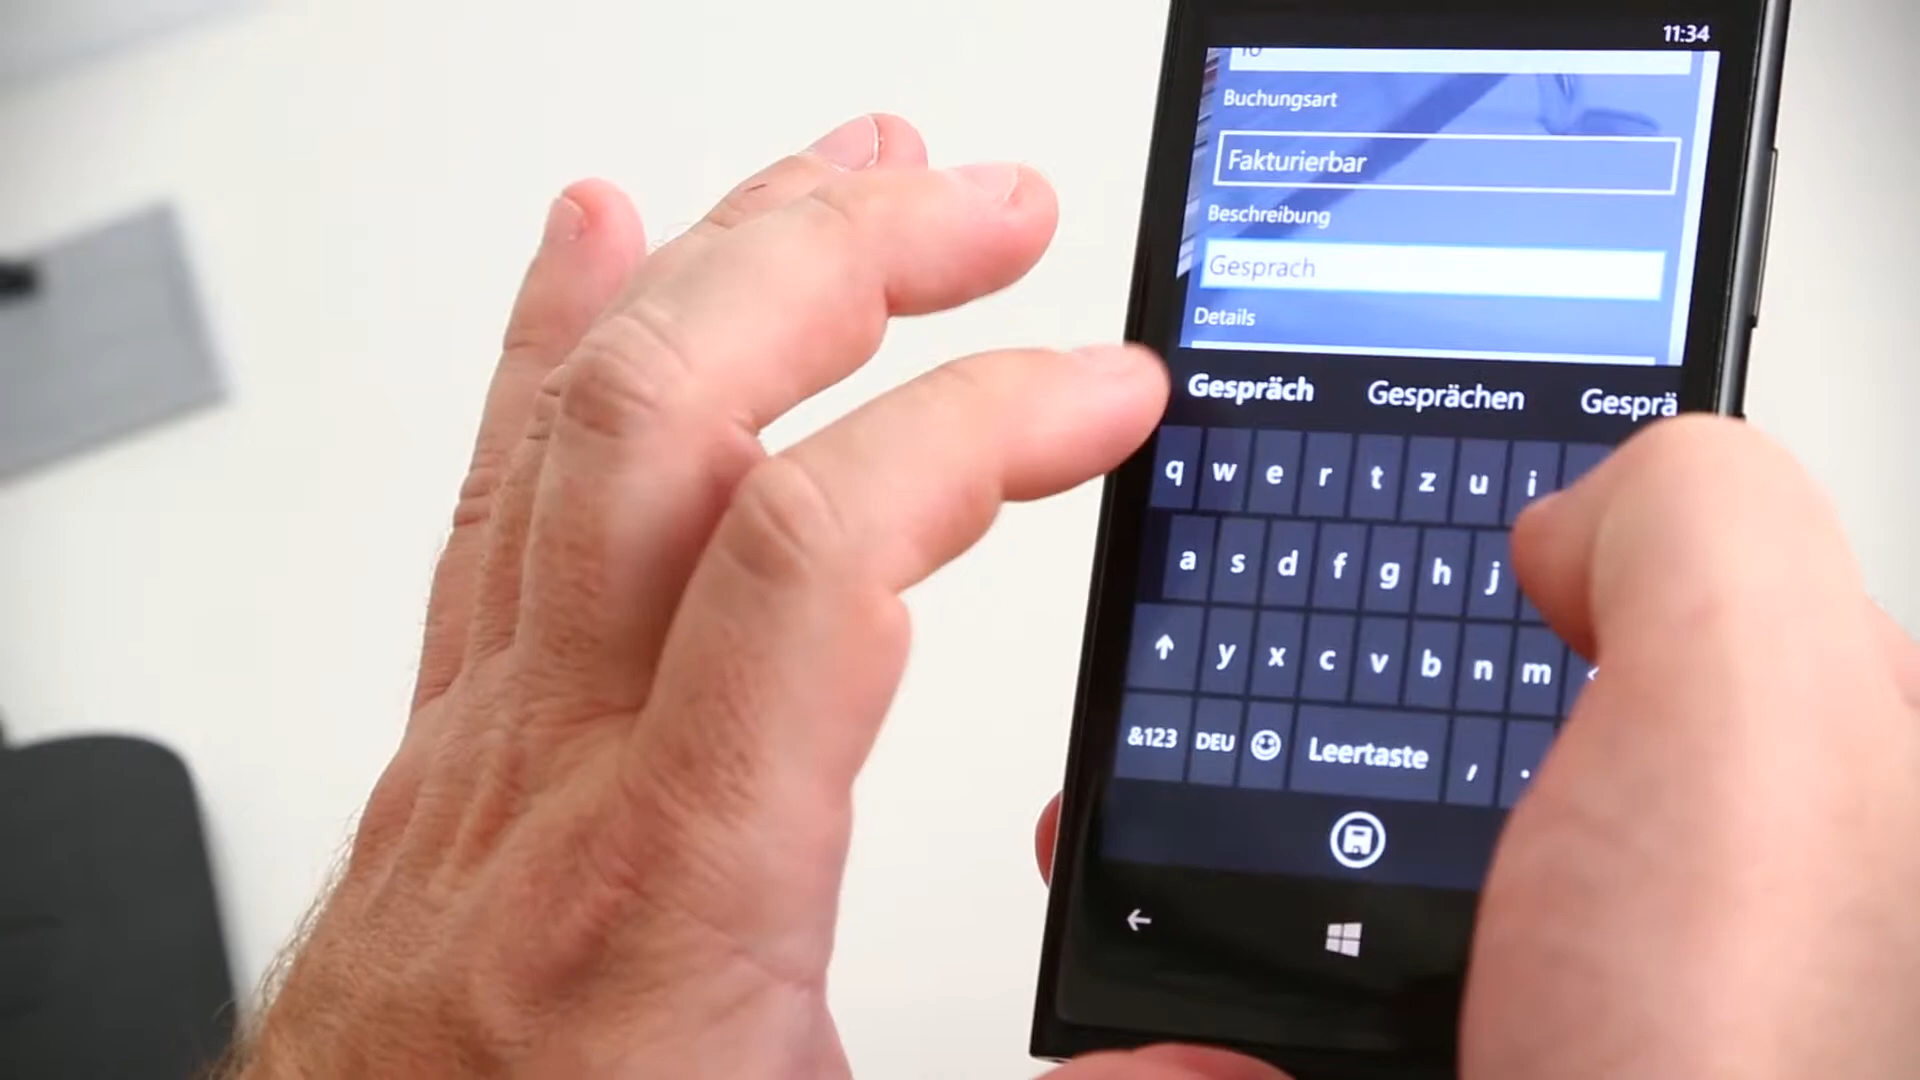 11:34
Buchungsart
Fakturierbar
Beschreibung
Gesprach
Details
Gespräch Gesprächen Gesprä
q w e r t z u i
a s d f g h j
y x c v b n m
&123 DEU Leertaste , .